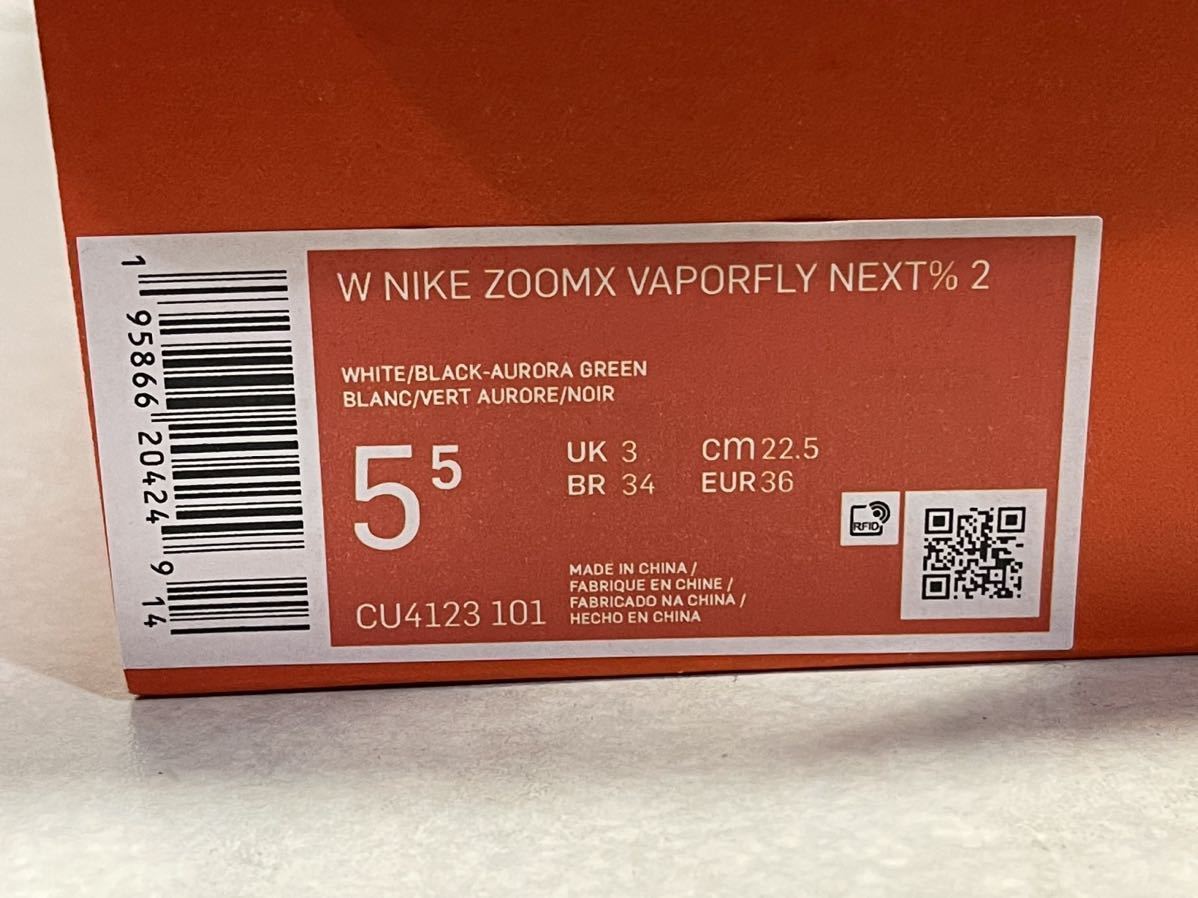 W NIKE ZOOMX VAPORFLY NEXT% 2
WHITE/BLACK-AURORA GREEN
BLANC/VERT AURORE/NOIR
5⁵
UK 3 cm 22.5
BR 34 EUR 36
RFID
MADE IN CHINA /
FABRIQUE EN CHINE /
FABRICADO NA CHINA /
HECHO EN CHINA
CU4123 101
1 95866 20424 9 14